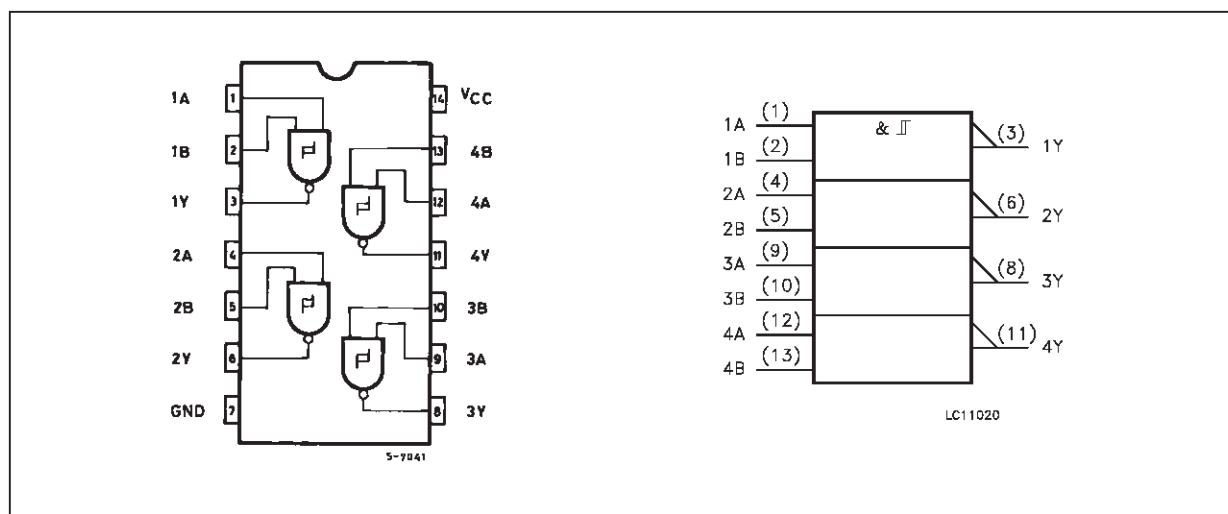 1A 1 14 VCC
1B 2 13 4B
1Y 3 12 4A
2A 4 11 4Y
2B 5 10 3B
2Y 6 9 3A
GND 7 8 3Y
S-7041
1A (1) & (3) 1Y
1B (2)
2A (4) (6) 2Y
2B (5)
3A (9) (8) 3Y
3B (10)
4A (12) (11) 4Y
4B (13)
LC11020